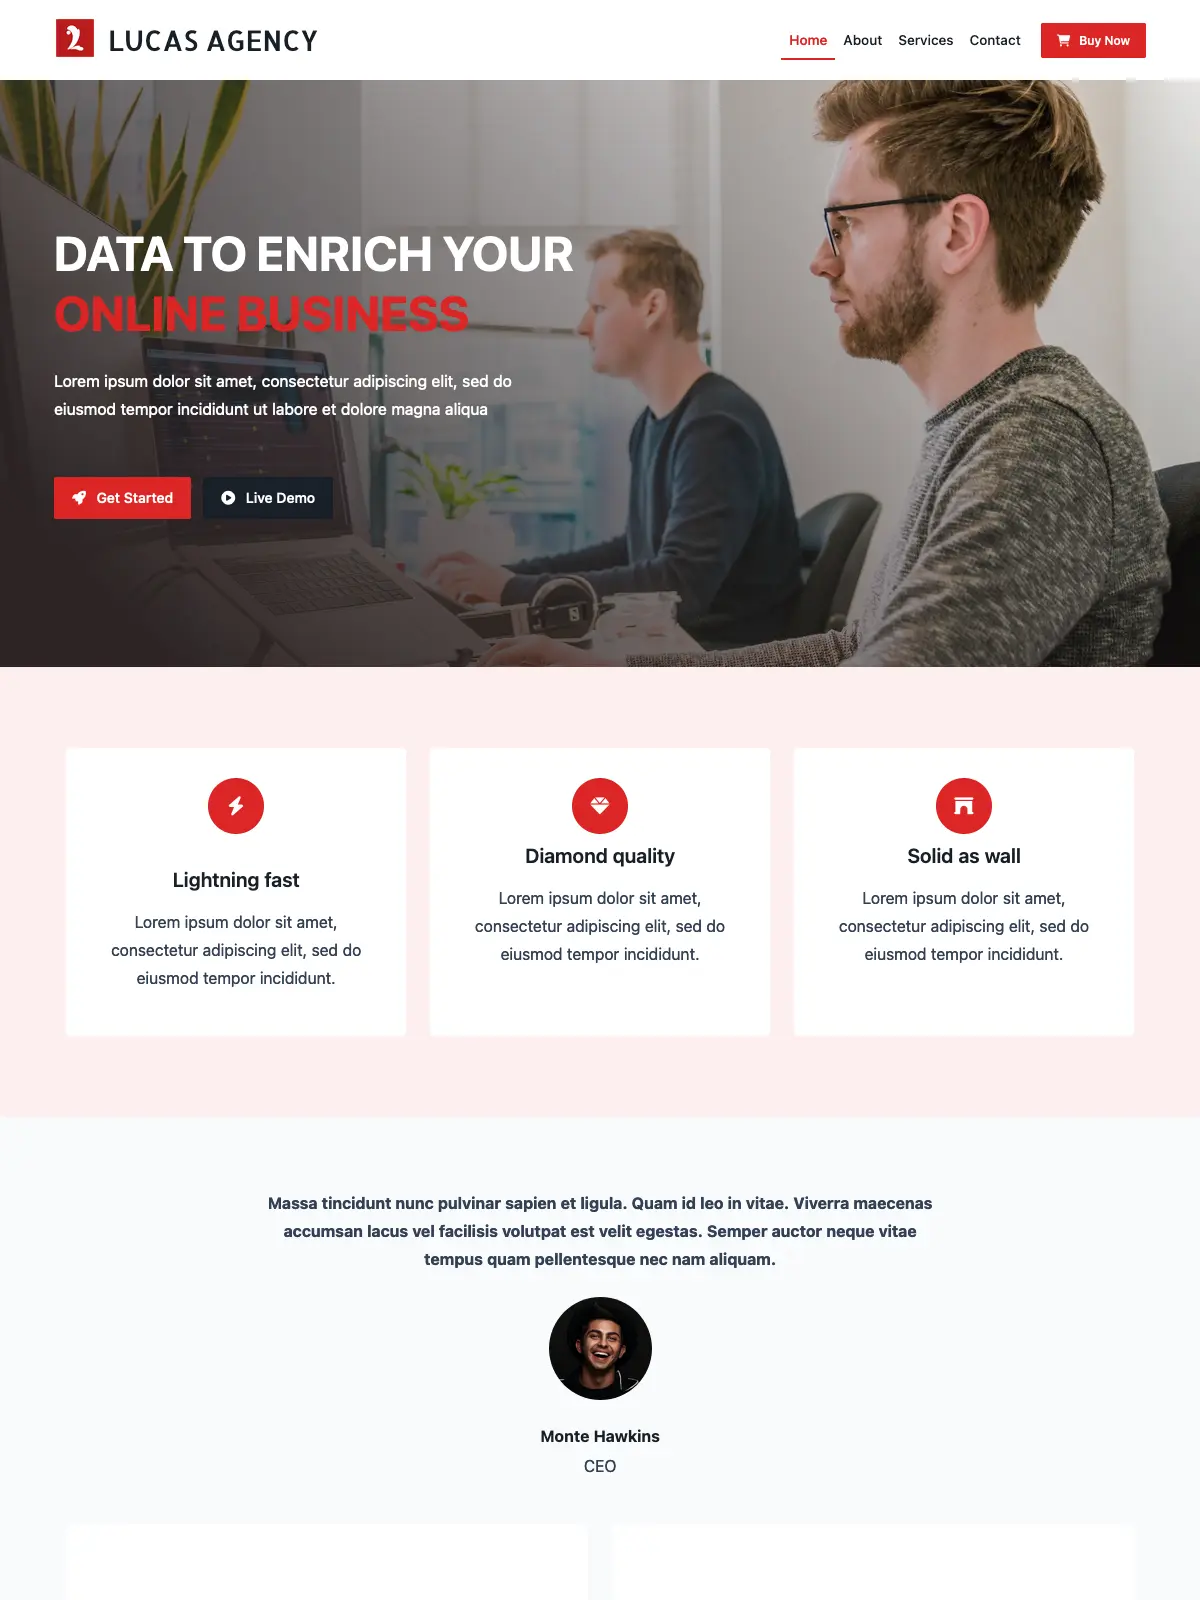 LUCAS AGENCY
Home About Services Contact Buy Now
DATA TO ENRICH YOUR
ONLINE BUSINESS
Lorem ipsum dolor sit amet, consectetur adipiscing elit, sed do
eiusmod tempor incididunt ut labore et dolore magna aliqua
Get Started Live Demo
Lightning fast
Lorem ipsum dolor sit amet,
consectetur adipiscing elit, sed do
eiusmod tempor incididunt.
Diamond quality
Lorem ipsum dolor sit amet,
consectetur adipiscing elit, sed do
eiusmod tempor incididunt.
Solid as wall
Lorem ipsum dolor sit amet,
consectetur adipiscing elit, sed do
eiusmod tempor incididunt.
Massa tincidunt nunc pulvinar sapien et ligula. Quam id leo in vitae. Viverra maecenas
accumsan lacus vel facilisis volutpat est velit egestas. Semper auctor neque vitae
tempus quam pellentesque nec nam aliquam.
Monte Hawkins
CEO